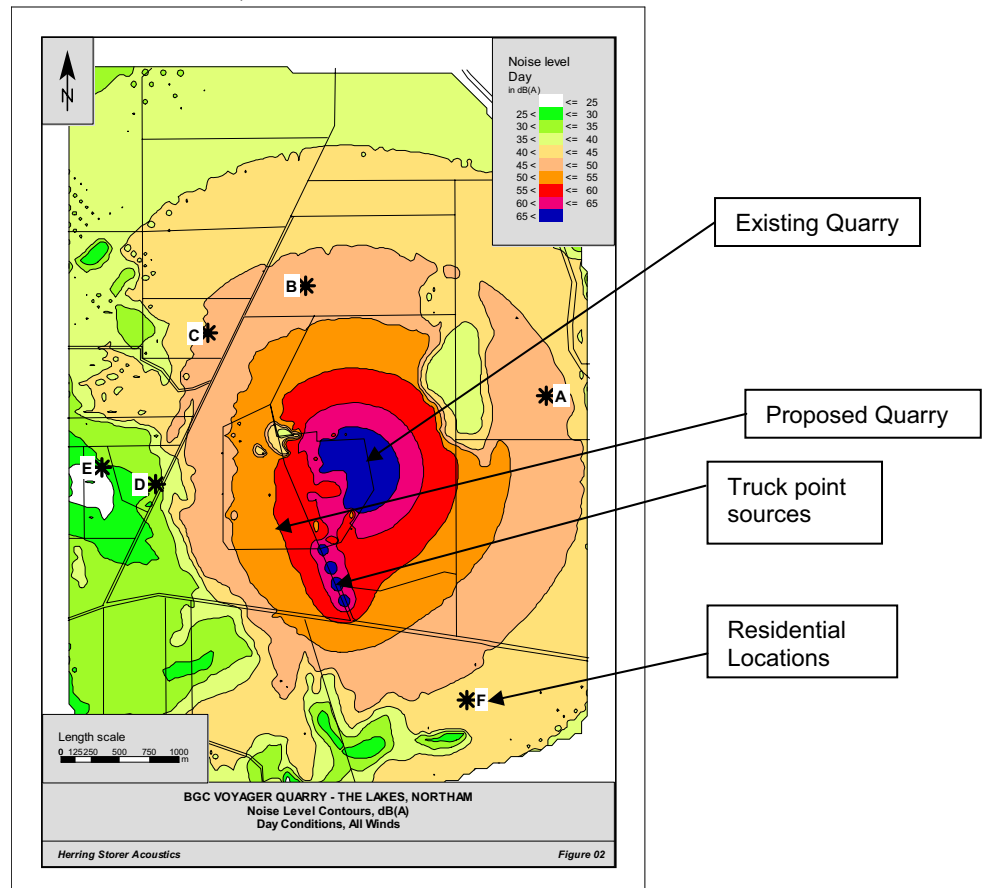 N
Noise level
Day
in dB(A)
<= 25
25 < <= 30
30 < <= 35
35 < <= 40
40 < <= 45
45 < <= 50
50 < <= 55
55 < <= 60
60 < <= 65
65 <
Existing Quarry
B
C
A
Proposed Quarry
E
D
Truck point
sources
Residential
Locations
F
Length scale
0 125 250 500 750 1000
m
BGC VOYAGER QUARRY - THE LAKES, NORTHAM
Noise Level Contours, dB(A)
Day Conditions, All Winds
Herring Storer Acoustics Figure 02